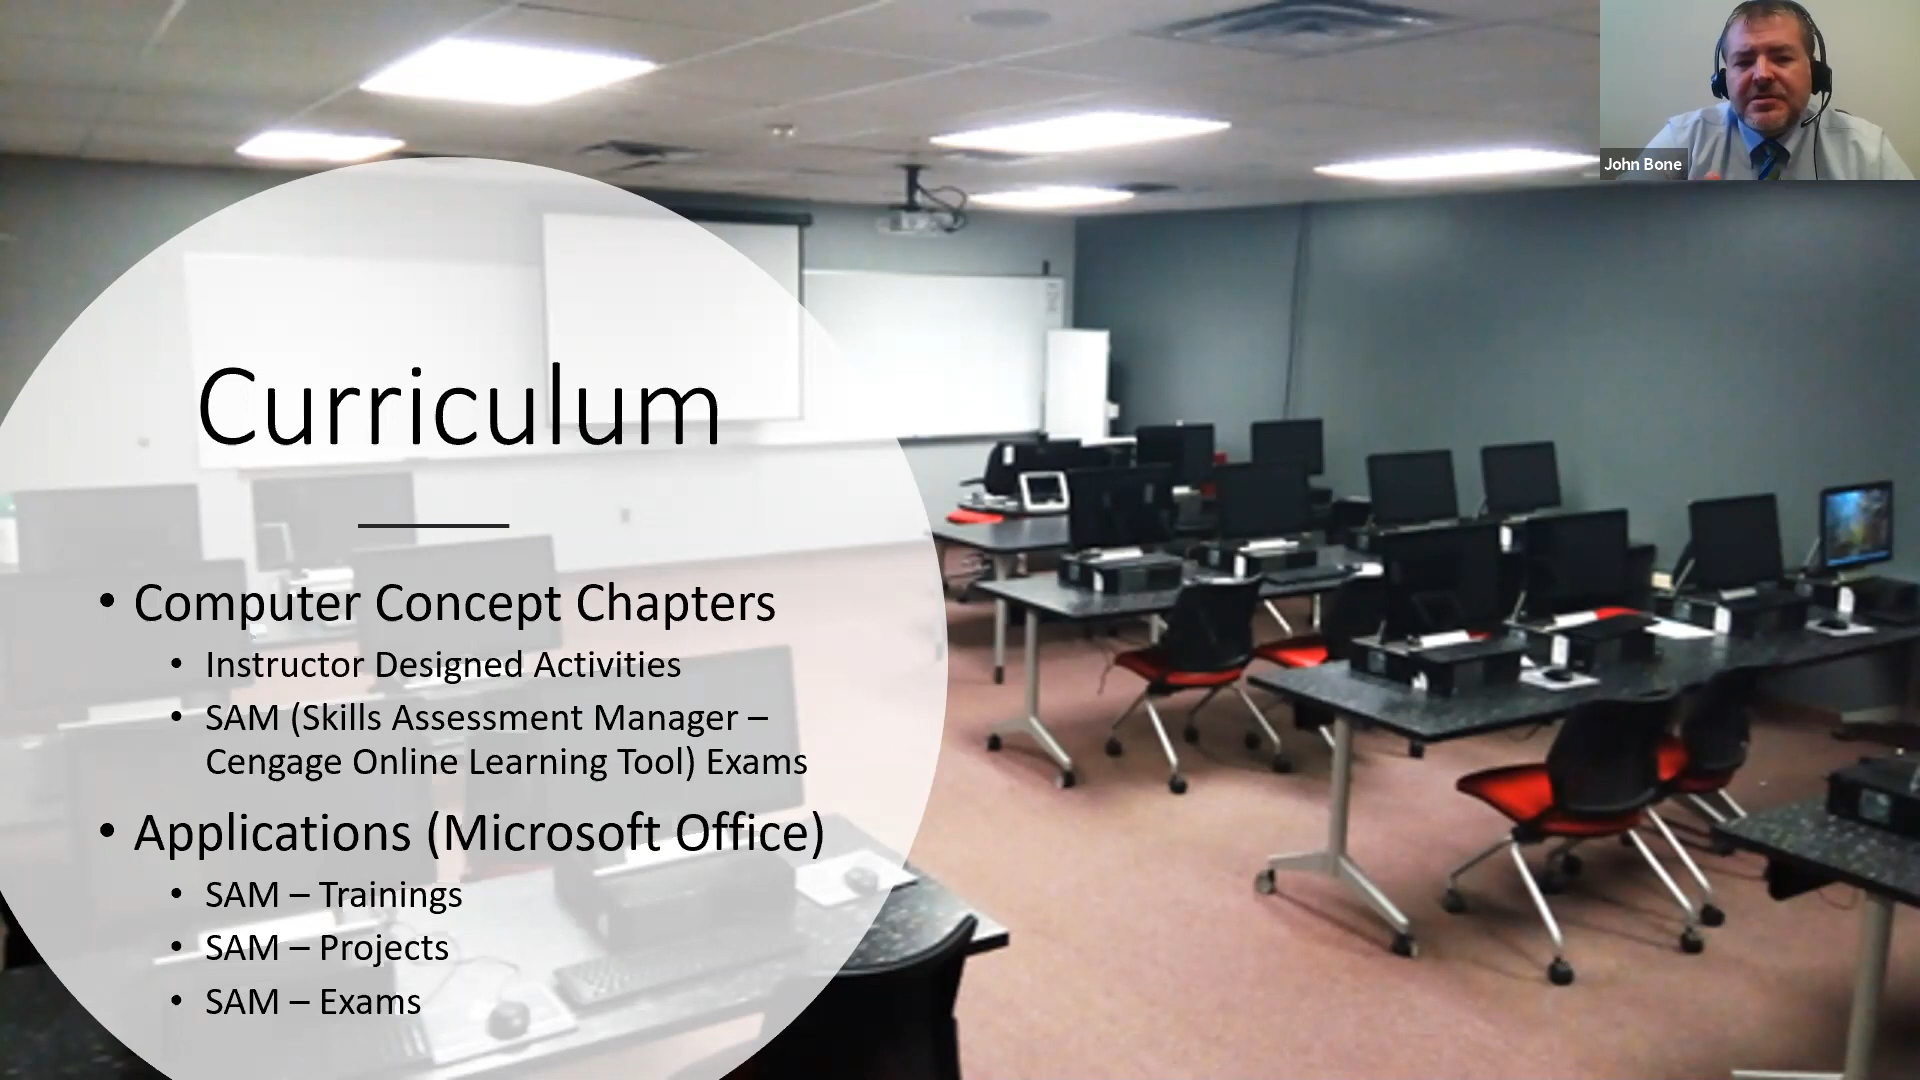 John Bone
Curriculum
• Computer Concept Chapters
• Instructor Designed Activities
• SAM (Skills Assessment Manager –
Cengage Online Learning Tool) Exams
• Applications (Microsoft Office)
• SAM – Trainings
• SAM – Projects
• SAM – Exams